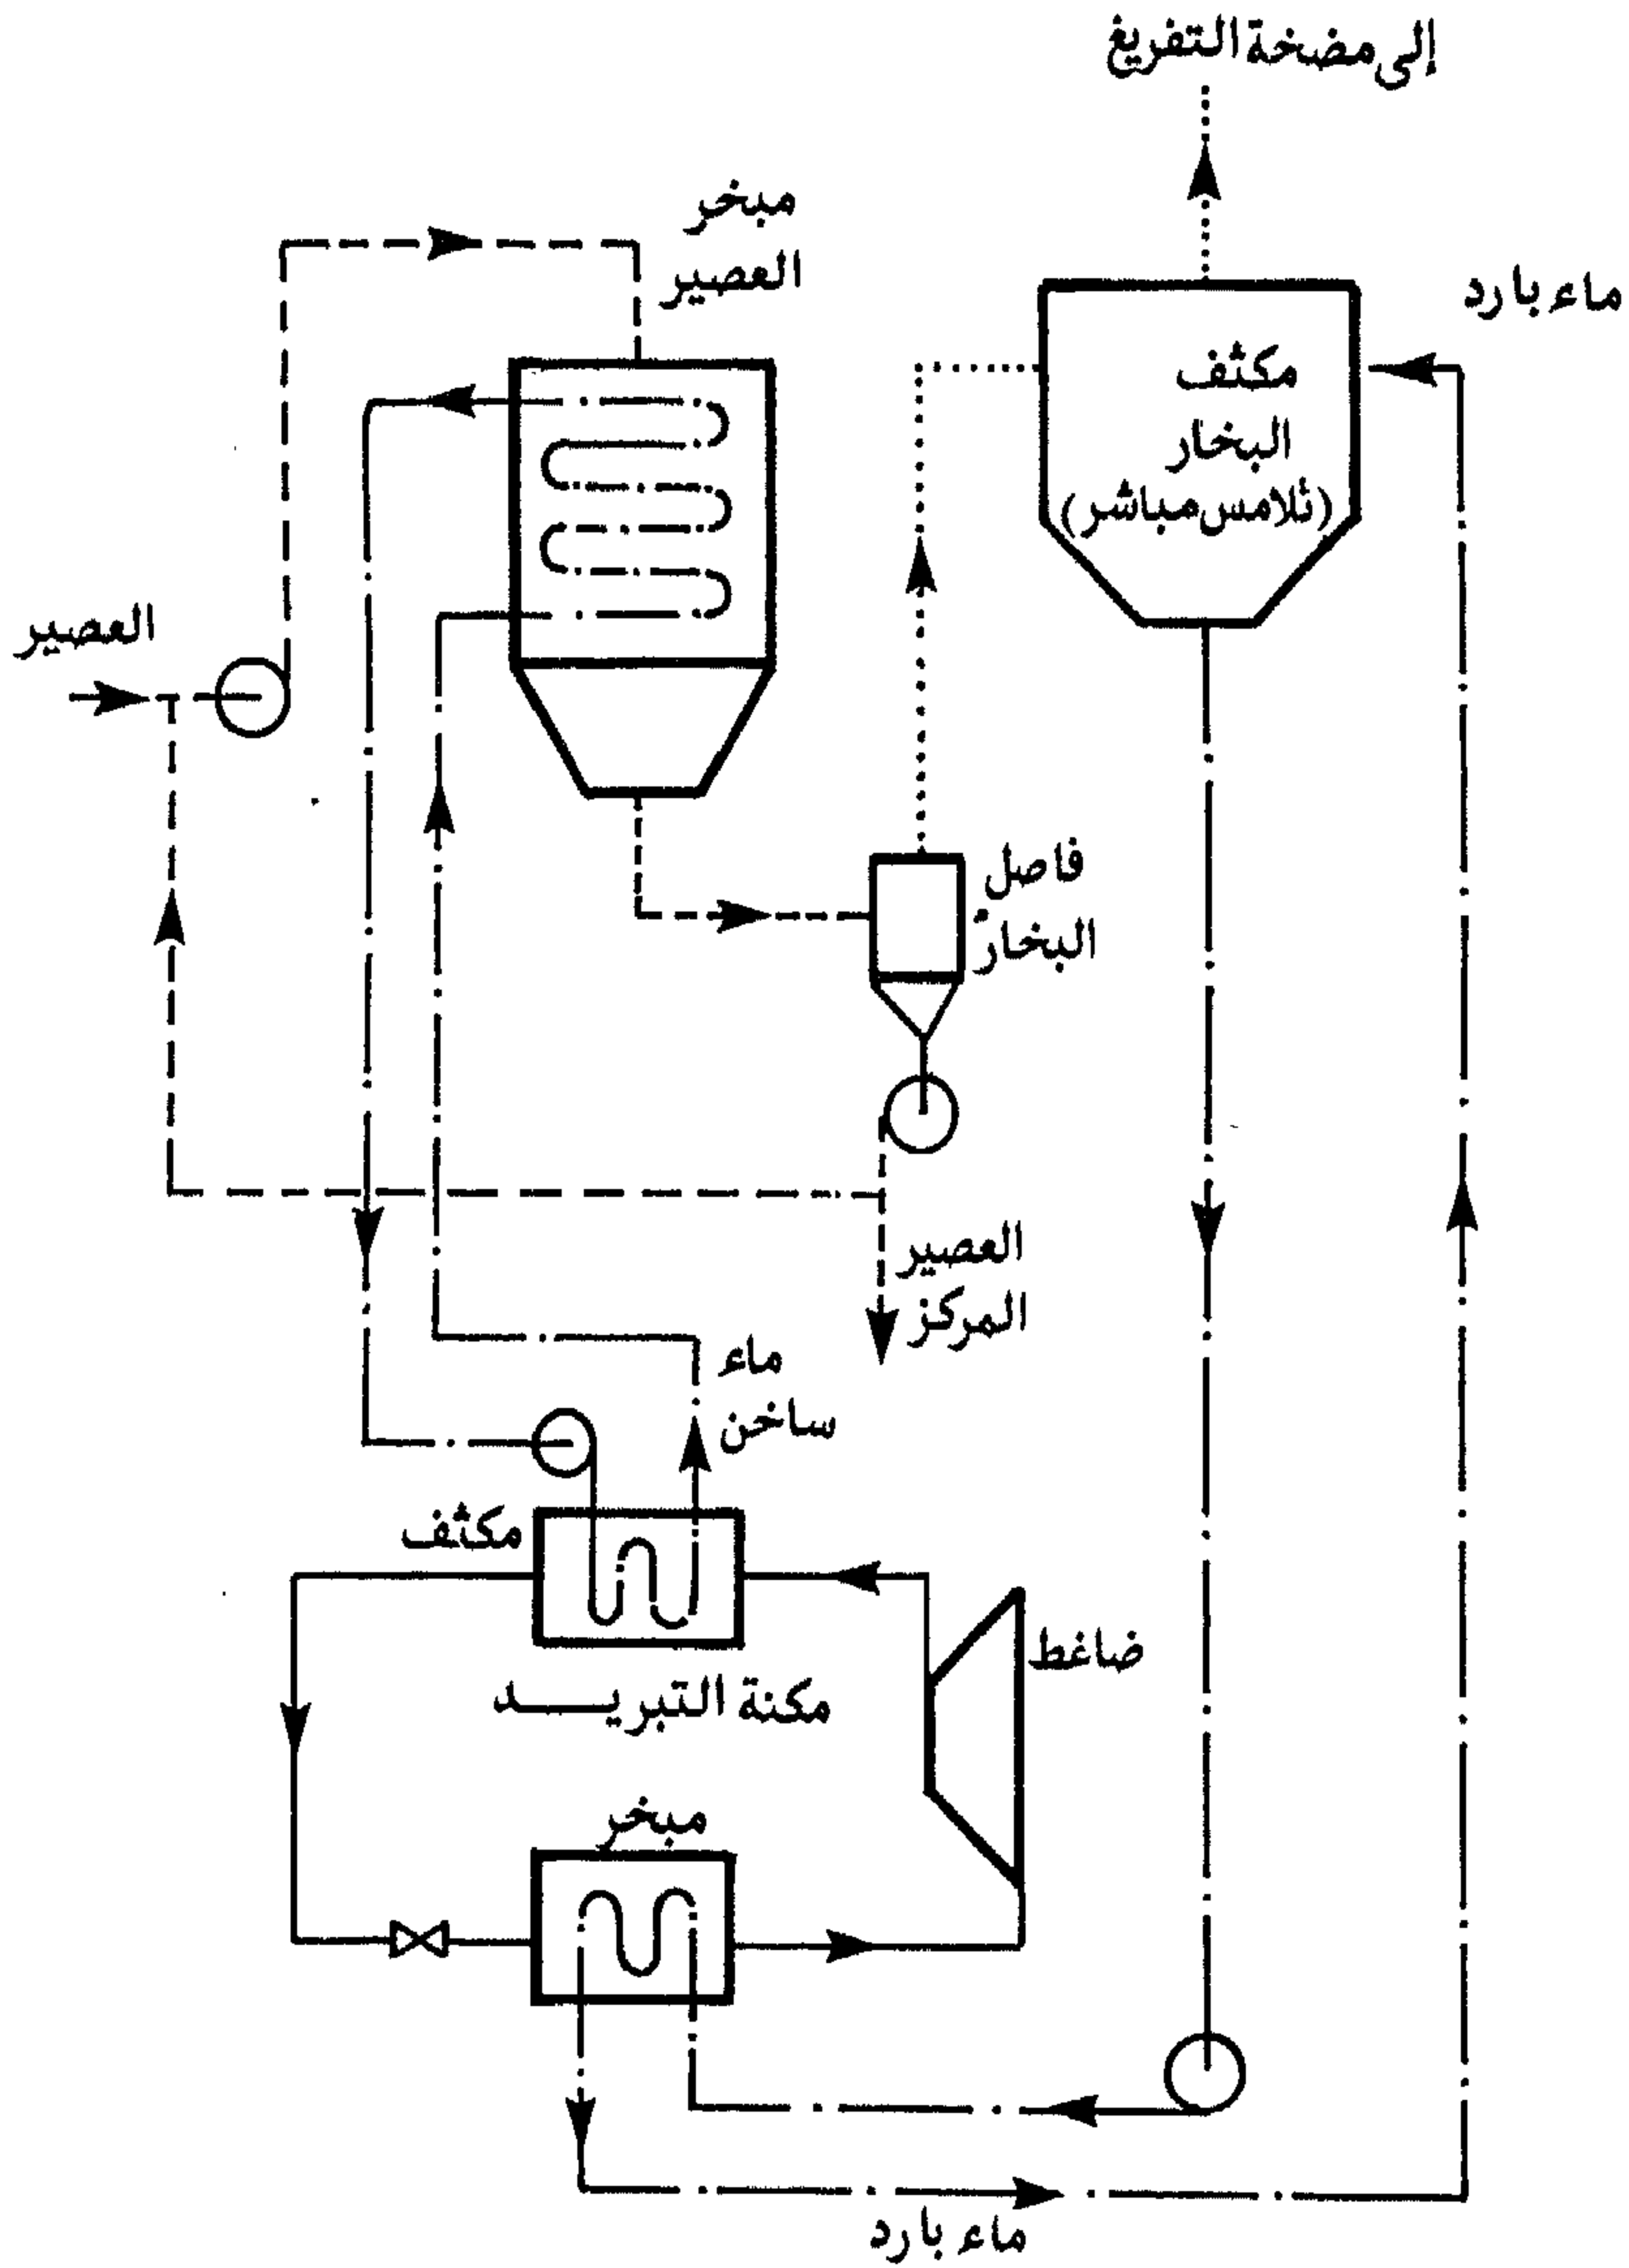 إلى مضخة التفريغ
مبخر
العصير
ماء بارد
مكثف
البخار
(تلامس مباشر)
العصير
فاصل
البخار
العصير
المركز
ماء
ساخن
مكثف
ضاغط
مكنة التبريـــد
مبخر
ماء بارد